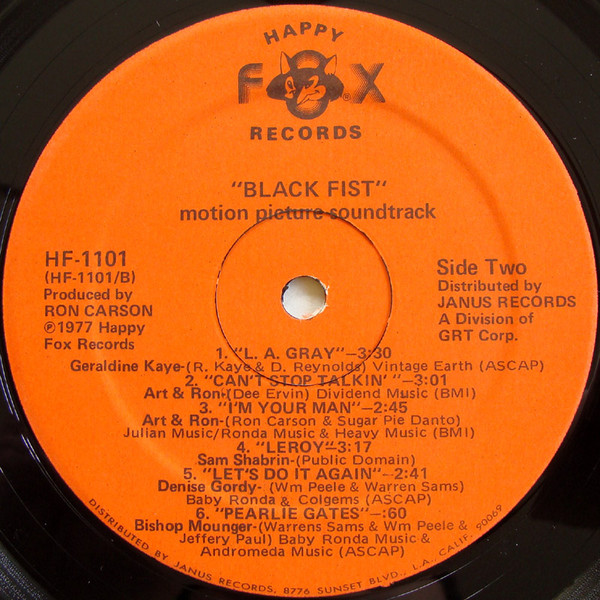 HAPPY
FOX
RECORDS
"BLACK FIST"
motion picture soundtrack
HF-1101
(HF-1101/B)
Produced by
RON CARSON
℗1977 Happy
Fox Records
Side Two
Distributed by
JANUS RECORDS
A Division of
GRT Corp.
1. "L. A. GRAY"—3:30
Geraldine Kaye-(R. Kaye & D. Reynolds) Vintage Earth (ASCAP)
2. "CAN'T STOP TALKIN' "—3:01
Art & Ron-(Dee Ervin) Dividend Music (BMI)
3. "I'M YOUR MAN"—2:45
Art & Ron-(Ron Carson & Sugar Pie Danto)
Julian Music/Ronda Music & Heavy Music (BMI)
4. "LEROY"—3:17
Sam Shabrin-(Public Domain)
5. "LET'S DO IT AGAIN"—2:41
Denise Gordy- (Wm Peele & Warren Sams)
Baby Ronda & Colgems (ASCAP)
6. "PEARLIE GATES"—:60
Bishop Mounger-(Warrens Sams & Wm Peele &
Jeffery Paul) Baby Ronda Music &
Andromeda Music (ASCAP)
DISTRIBUTED BY JANUS RECORDS, 8776 SUNSET BLVD., L.A. CALIF. 90069